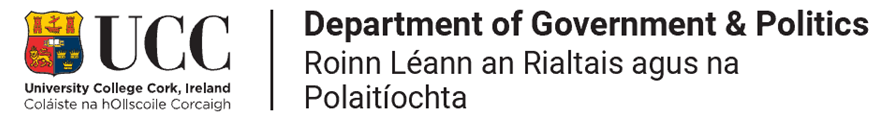 UCC
University College Cork, Ireland
Coláiste na hOllscoile Corcaigh
Department of Government & Politics
Roinn Léann an Rialtais agus na
Polaitíochta